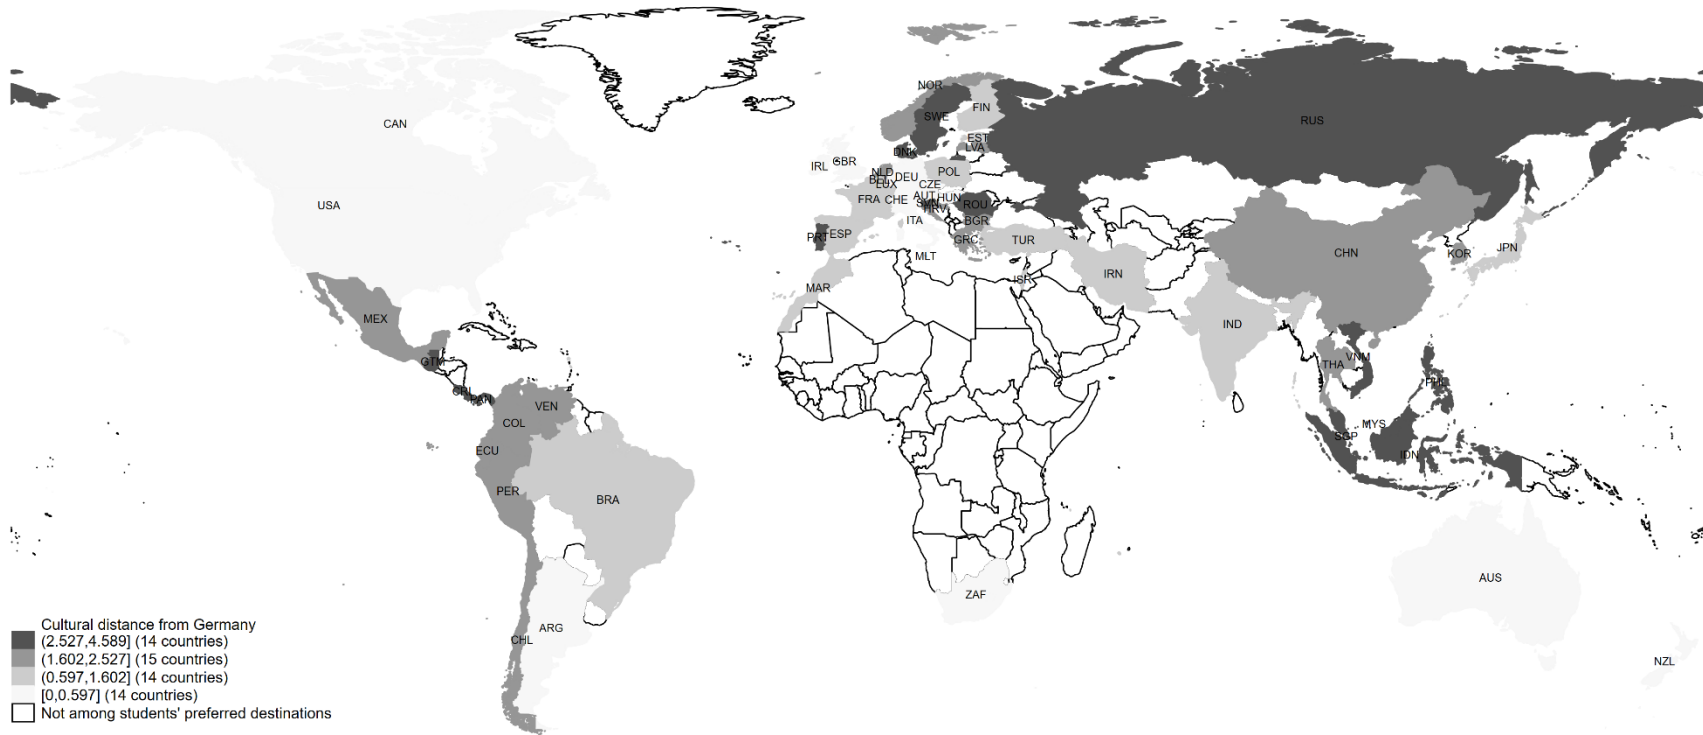 NOR
FIN
SWE
CAN
RUS
EST
LVA
DNK
IRL
GBR
NLD
DEU
POL
BEL
LUX
CZE
USA
FRA
CHE
AUT
HUN
SVN
HRV
ROU
ITA
BGR
PRT
ESP
GRC
TUR
JPN
KOR
CHN
MLT
IRN
ISR
MAR
MEX
IND
GTM
THA
VNM
PHL
CRI
PAN
VEN
COL
MYS
SGP
ECU
IDN
PER
BRA
AUS
ZAF
ARG
CHL
NZL
Cultural distance from Germany
(2.527,4.589] (14 countries)
(1.602,2.527] (15 countries)
(0.597,1.602] (14 countries)
[0,0.597] (14 countries)
Not among students' preferred destinations